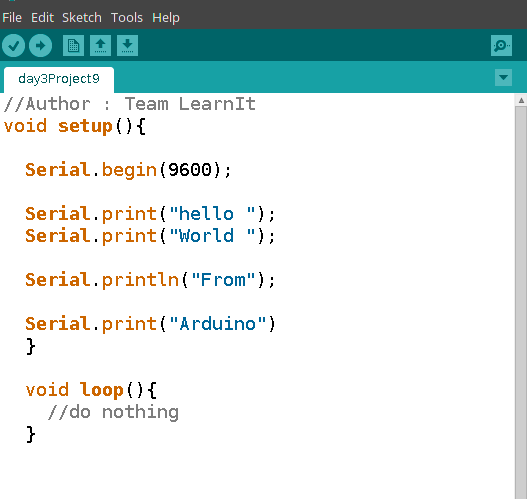 File Edit Sketch Tools Help
day3Project9
//Author : Team LearnIt
void setup(){
Serial.begin(9600);
Serial.print("hello ");
Serial.print("World ");
Serial.println("From");
Serial.print("Arduino")
}
void loop(){
//do nothing
}